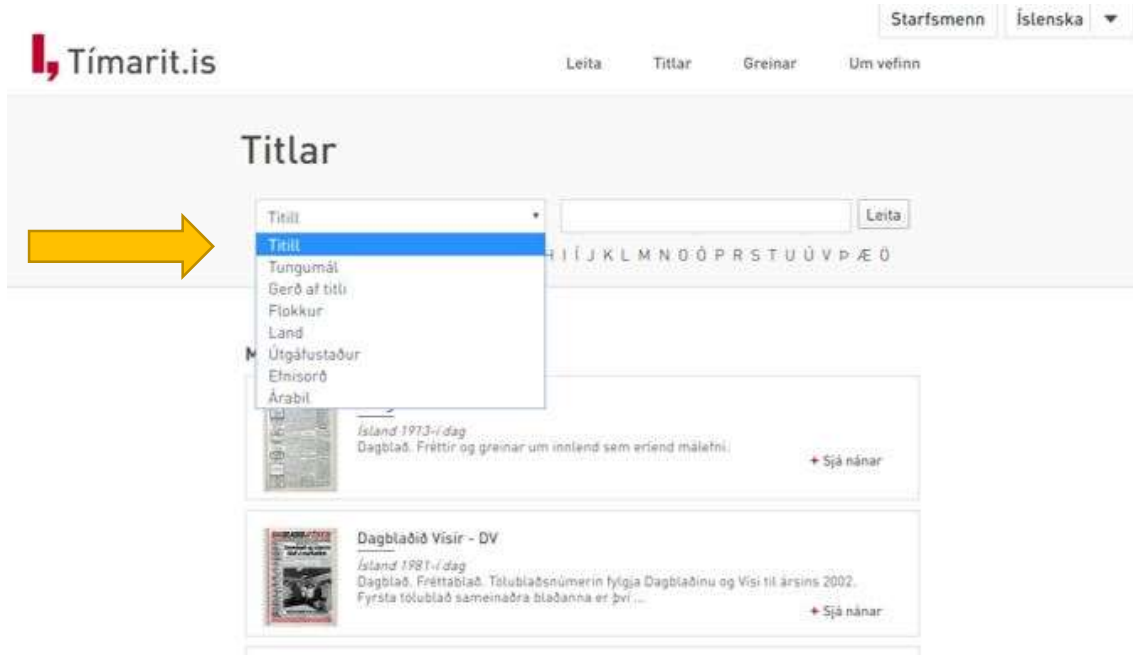 Starfsmenn Íslenska
Tímarit.is
Leita Titlar Greinar Um vefinn
Titlar
Titill Leita
Titill
H I Í J K L M N O Ó P R S T U Ú V Þ Æ Ö
Tungumál
Gerð af titli
Flokkur
Land
M
Útgáfustaður
Efnisorð
Árabil
Ísland 1973-í dag
Dagblað. Fréttir og greinar um innlend sem erlend málefni.
+ Sjá nánar
Dagblaðið Vísir - DV
Ísland 1981-í dag
Dagblað. Fréttablað. Tölublaðsnúmerin fylgja Dagblaðinu og Vísi til ársins 2002.
Fyrsta tölublað sameinaðra blaðanna er því ...
+ Sjá nánar